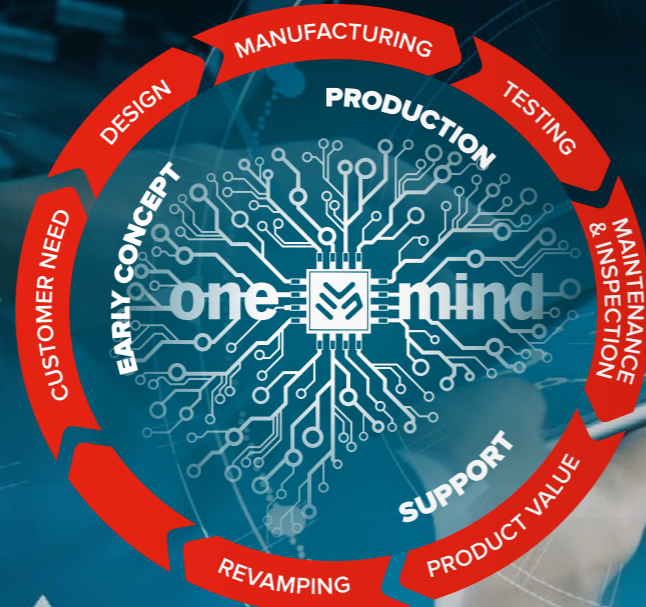 MANUFACTURING
DESIGN
TESTING
PRODUCTION
EARLY CONCEPT
CUSTOMER NEED
MAINTENANCE
& INSPECTION
one mind
SUPPORT
PRODUCT VALUE
REVAMPING